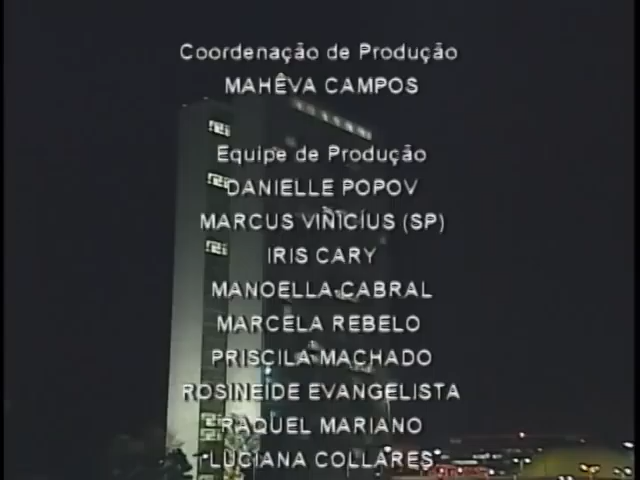 Coordenação de Produção
MAHÊVA CAMPOS
Equipe de Produção
DANIELLE POPOV
MARCUS VINICIUS (SP)
IRIS CARY
MANOELLA CABRAL
MARCELA REBELO
PRISCILA MACHADO
ROSINEIDE EVANGELISTA
RAQUEL MARIANO
LUCIANA COLLARES